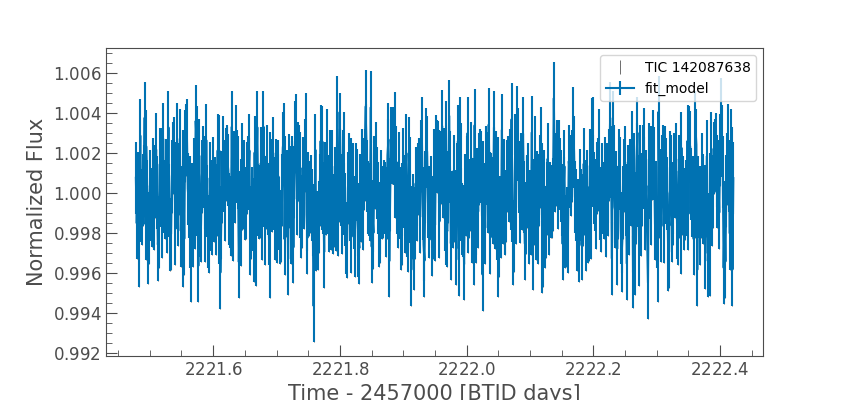 TIC 142087638
fit_model
1.006
1.004
1.002
1.000
0.998
0.996
0.994
0.992
Normalized Flux
2221.6 2221.8 2222.0 2222.2 2222.4
Time - 2457000 [BTJD days]